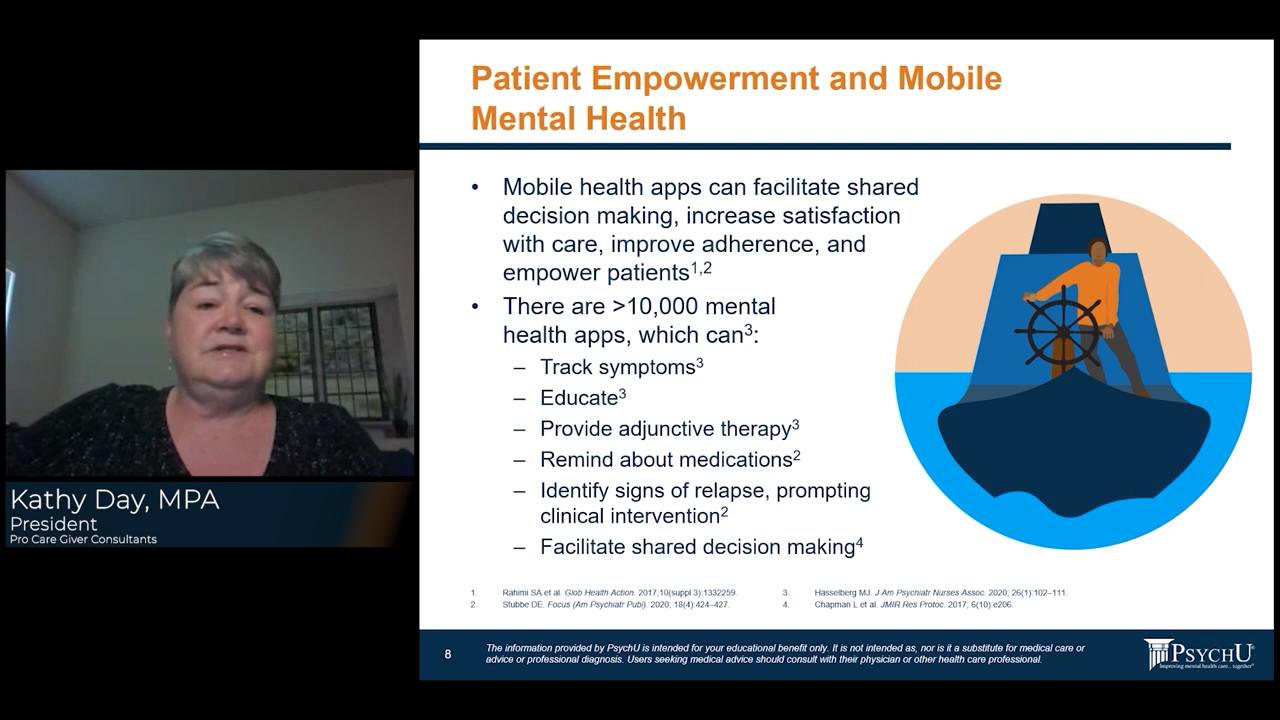 Patient Empowerment and Mobile
Mental Health
• Mobile health apps can facilitate shared
decision making, increase satisfaction
with care, improve adherence, and
empower patients1,2
• There are >10,000 mental
health apps, which can3:
– Track symptoms3
– Educate3
– Provide adjunctive therapy3
– Remind about medications2
– Identify signs of relapse, prompting
clinical intervention2
– Facilitate shared decision making4
1. Rahimi SA et al. Glob Health Action. 2017;10(suppl 3):1332259.
2. Stubbe DE. Focus (Am Psychiatr Publ). 2020; 18(4):424–427.
3. Hasselberg MJ. J Am Psychiatr Nurses Assoc. 2020; 26(1):102–111.
4. Chapman L et al. JMIR Res Protoc. 2017; 6(10):e206.
8
The information provided by PsychU is intended for your educational benefit only. It is not intended as, nor is it a substitute for medical care or
advice or professional diagnosis. Users seeking medical advice should consult with their physician or other health care professional.
PSYCHU
Improving mental health care... together®
Kathy Day, MPA
President
Pro Care Giver Consultants